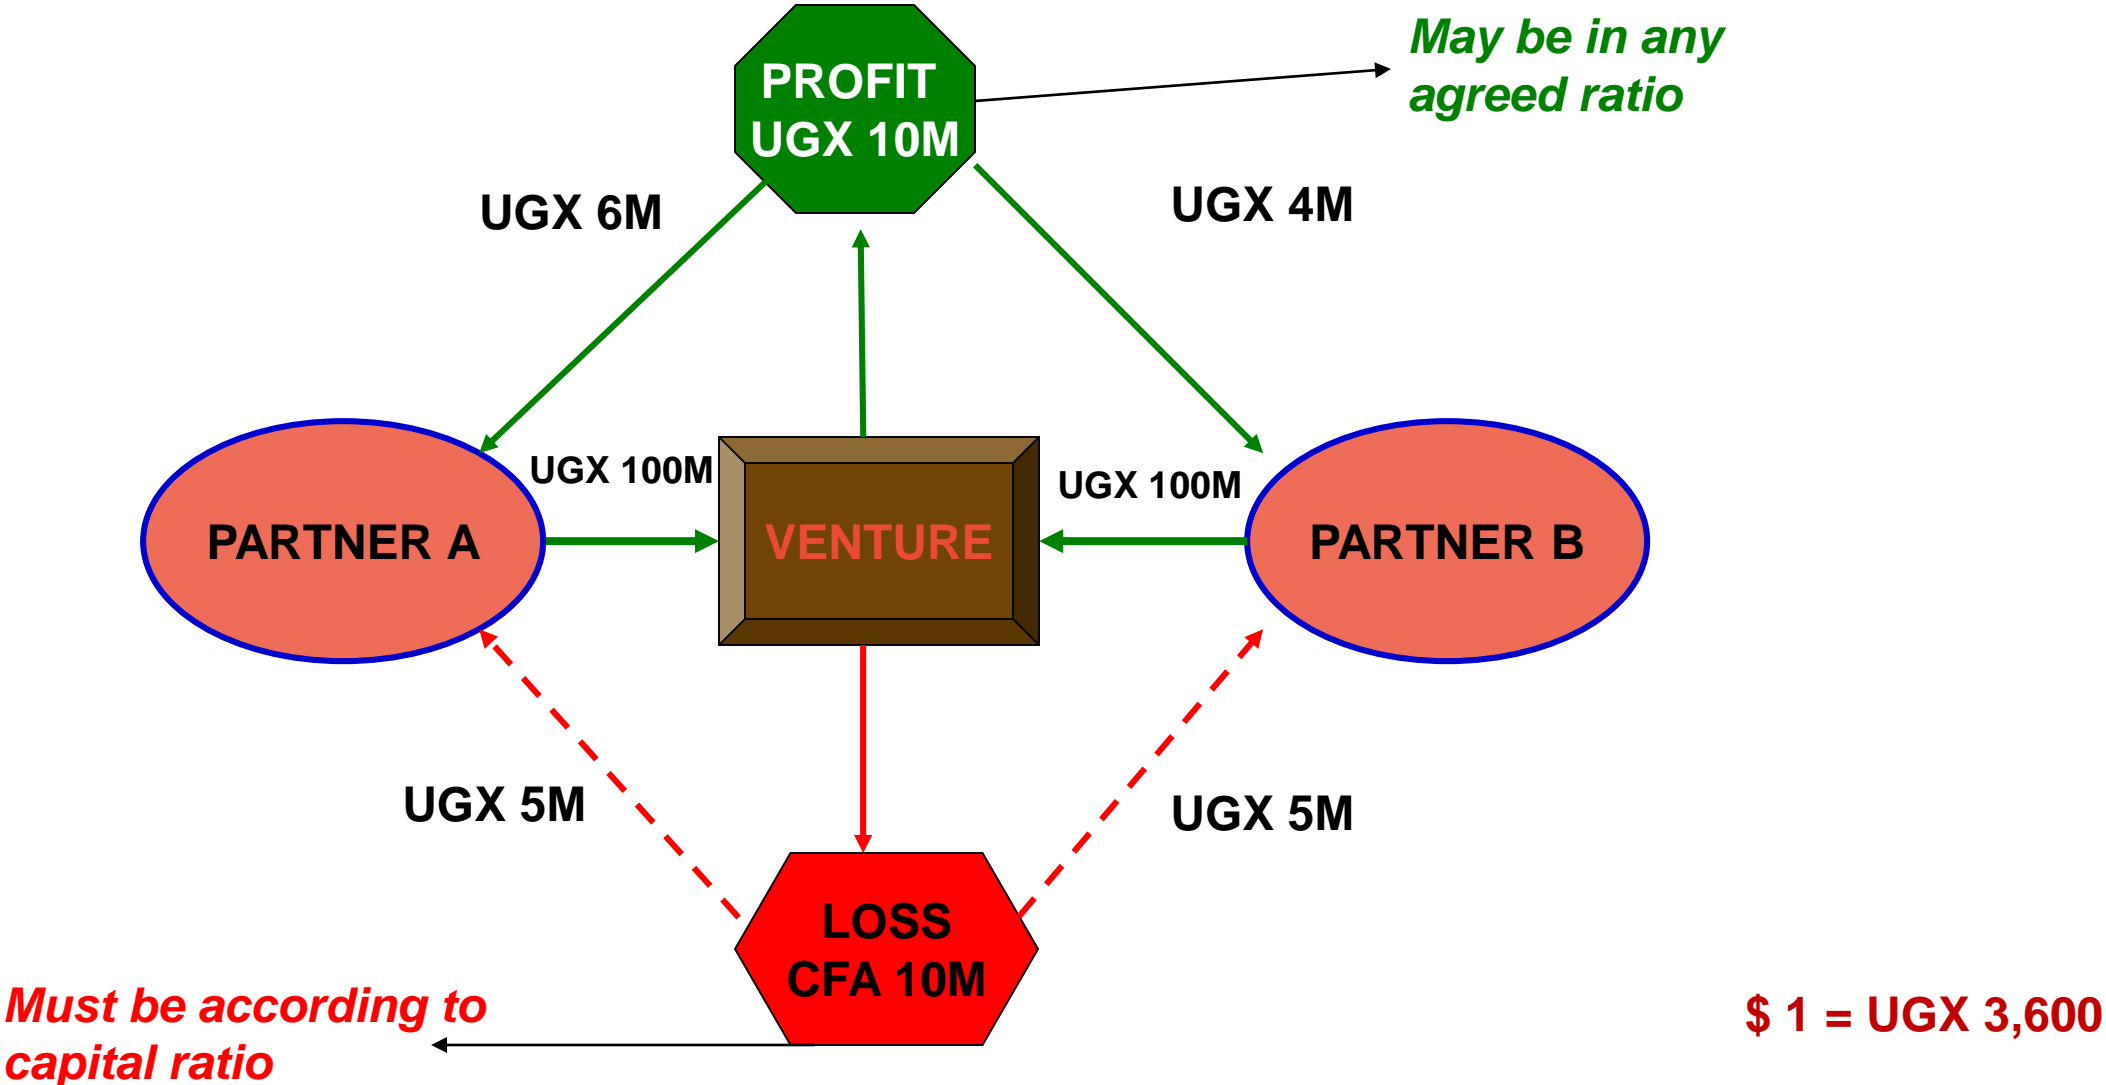 May be in any
agreed ratio
PROFIT
UGX 10M
UGX 6M
UGX 4M
UGX 100M
UGX 100M
PARTNER A
VENTURE
PARTNER B
UGX 5M
UGX 5M
LOSS
CFA 10M
Must be according to
capital ratio
$ 1 = UGX 3,600